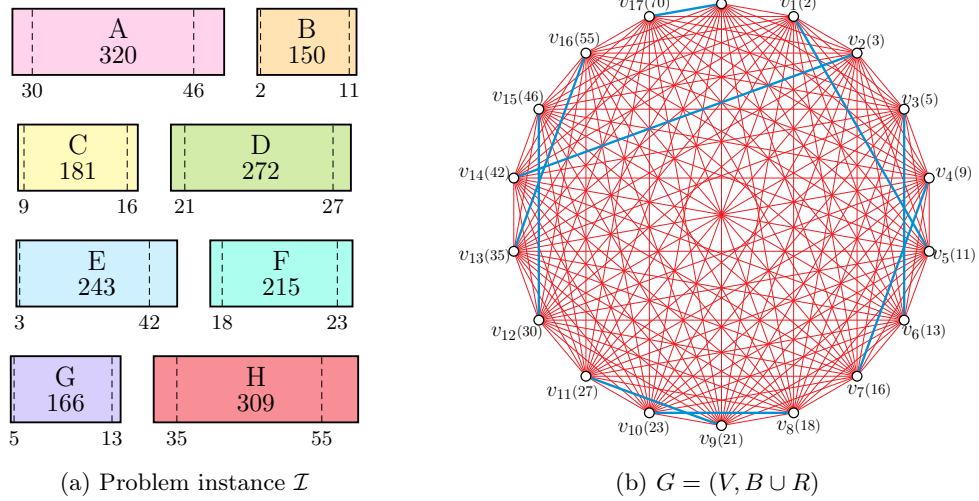 A
320
30 46
B
150
2 11
C
181
9 16
D
272
21 27
E
243
3 42
F
215
18 23
G
166
5 13
H
309
35 55
(a) Problem instance I
v17(70)
v1(2)
v16(55)
v2(3)
v15(46)
v3(5)
v14(42)
v4(9)
v13(35)
v5(11)
v12(30)
v6(13)
v11(27)
v7(16)
v10(23)
v8(18)
v9(21)
(b) G = (V, B ∪ R)